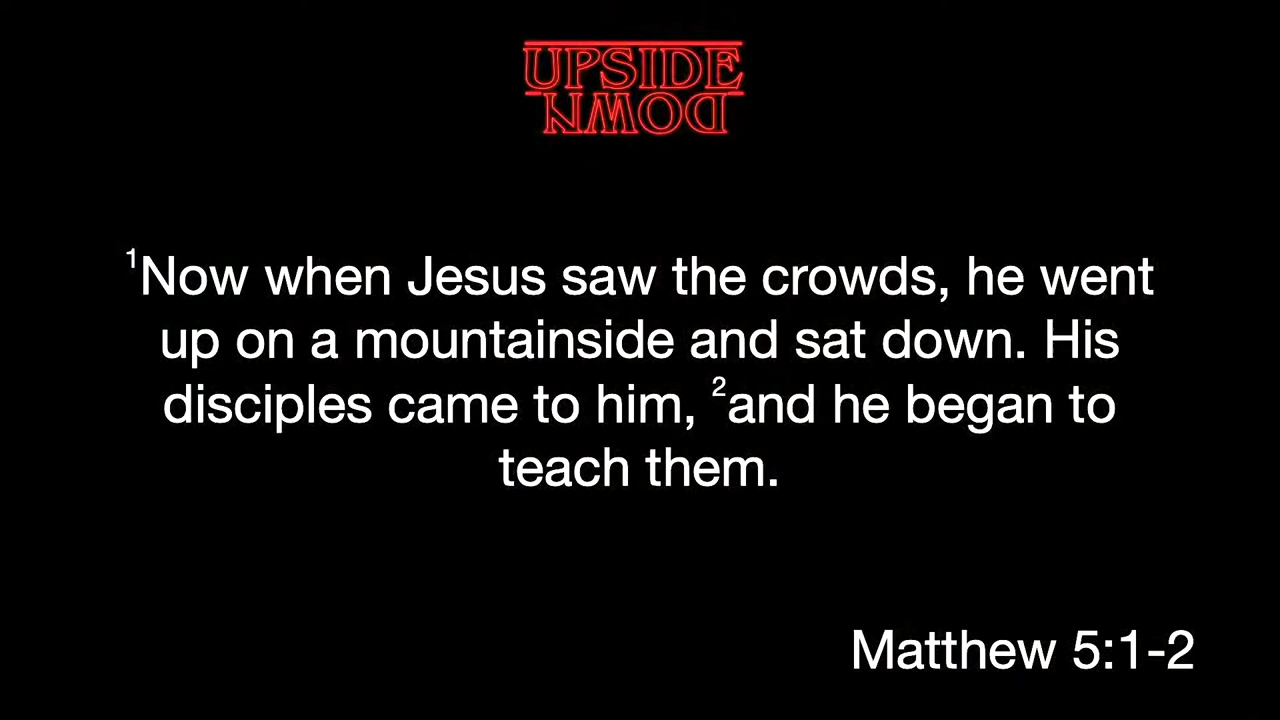 UPSIDE
DOWN
¹Now when Jesus saw the crowds, he went
up on a mountainside and sat down. His
disciples came to him, ²and he began to
teach them.
Matthew 5:1-2